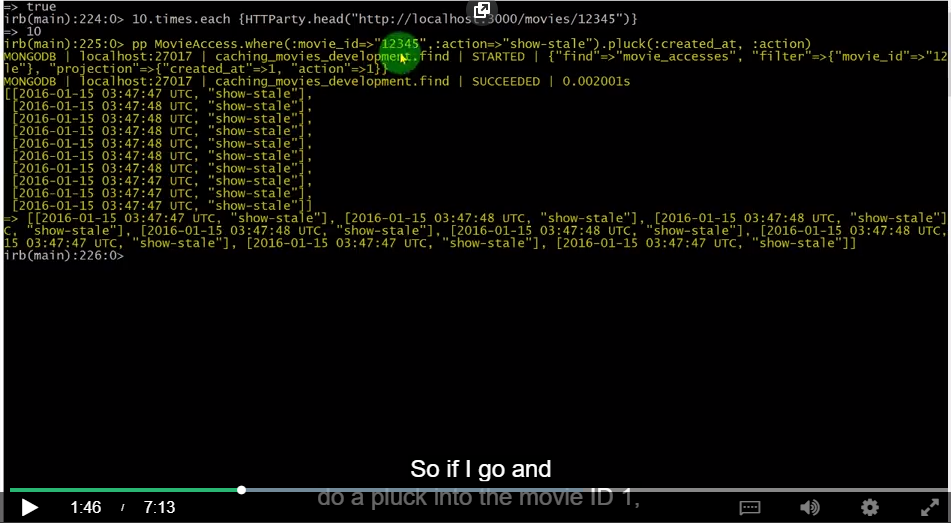 => true
irb(main):224:0> 10.times.each {HTTParty.head("http://localhost:3000/movies/12345")}
=> 10
irb(main):225:0> pp MovieAccess.where(:movie_id=>"12345",:action=>"show-stale").pluck(:created_at, :action)
MONGODB | localhost:27017 | caching_movies_development.find | STARTED | {"find"=>"movie_accesses", "filter"=>{"movie_id"=>"12
le"}, "projection"=>{"created_at"=>1, "action"=>1}}
MONGODB | localhost:27017 | caching_movies_development.find | SUCCEEDED | 0.002001s
[[2016-01-15 03:47:47 UTC, "show-stale"],
[2016-01-15 03:47:48 UTC, "show-stale"],
[2016-01-15 03:47:48 UTC, "show-stale"],
[2016-01-15 03:47:48 UTC, "show-stale"],
[2016-01-15 03:47:48 UTC, "show-stale"],
[2016-01-15 03:47:48 UTC, "show-stale"],
[2016-01-15 03:47:48 UTC, "show-stale"],
[2016-01-15 03:47:47 UTC, "show-stale"],
[2016-01-15 03:47:47 UTC, "show-stale"],
[2016-01-15 03:47:47 UTC, "show-stale"]]
=> [[2016-01-15 03:47:47 UTC, "show-stale"], [2016-01-15 03:47:48 UTC, "show-stale"], [2016-01-15 03:47:48 UTC, "show-stale"]
C, "show-stale"], [2016-01-15 03:47:48 UTC, "show-stale"], [2016-01-15 03:47:48 UTC, "show-stale"], [2016-01-15 03:47:48 UTC,
15 03:47:47 UTC, "show-stale"], [2016-01-15 03:47:47 UTC, "show-stale"], [2016-01-15 03:47:47 UTC, "show-stale"]]
irb(main):226:0>
So if I go and
do a pluck into the movie ID 1,
1:46 / 7:13